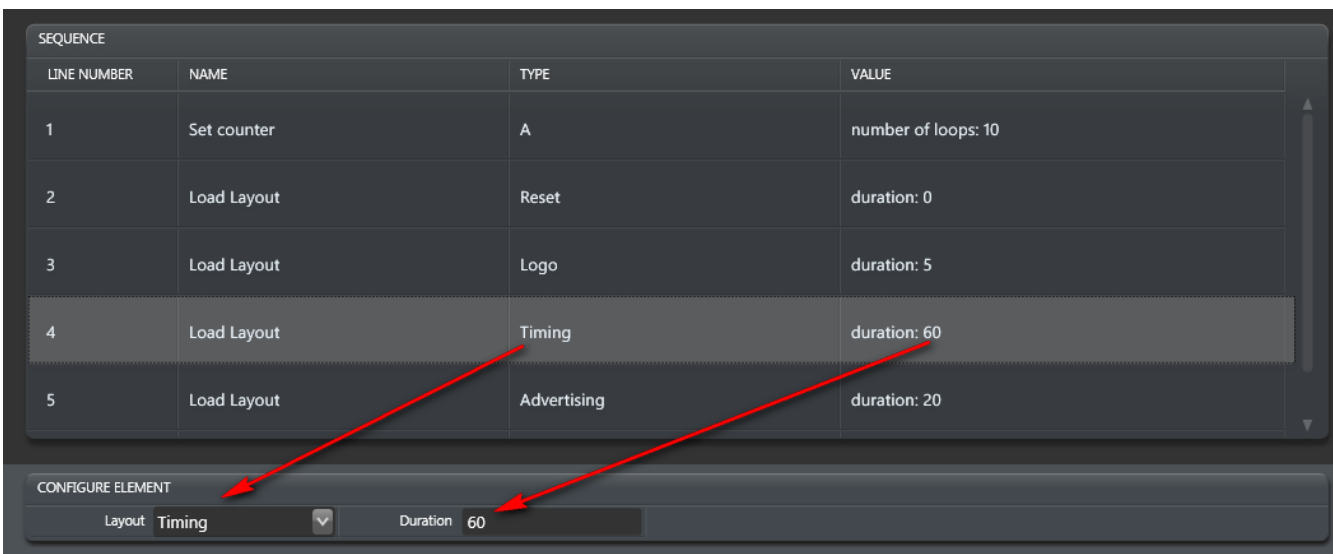 SEQUENCE
LINE NUMBER NAME TYPE VALUE
1 Set counter A number of loops: 10
2 Load Layout Reset duration: 0
3 Load Layout Logo duration: 5
4 Load Layout Timing duration: 60
5 Load Layout Advertising duration: 20
CONFIGURE ELEMENT
Layout Timing Duration 60